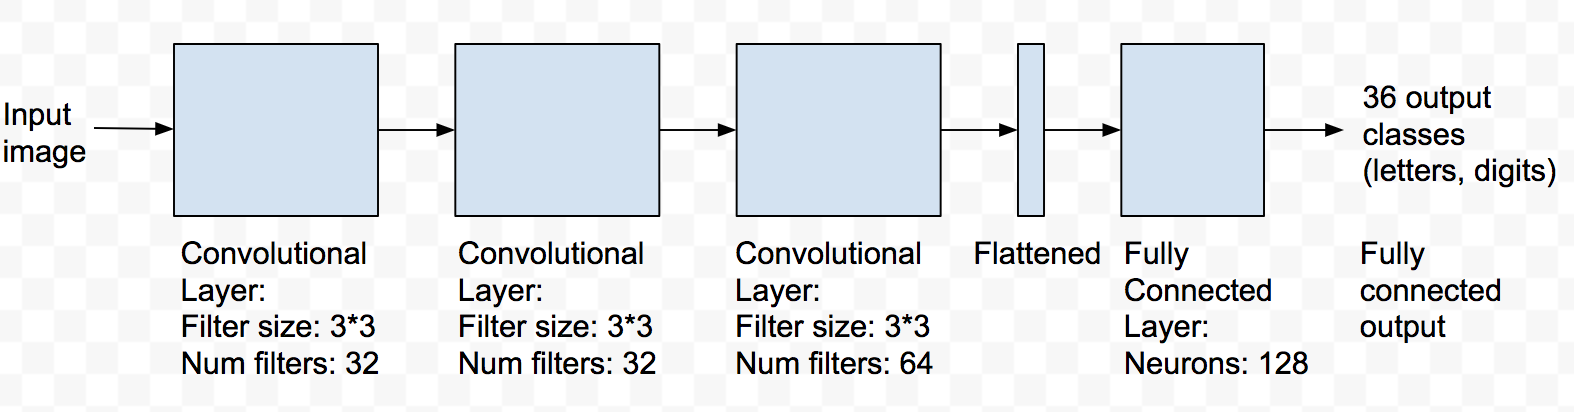 Input
image
36 output
classes
(letters, digits)
Convolutional
Layer:
Filter size: 3*3
Num filters: 32
Convolutional
Layer:
Filter size: 3*3
Num filters: 32
Convolutional
Layer:
Filter size: 3*3
Num filters: 64
Flattened
Fully
Connected
Layer:
Neurons: 128
Fully
connected
output